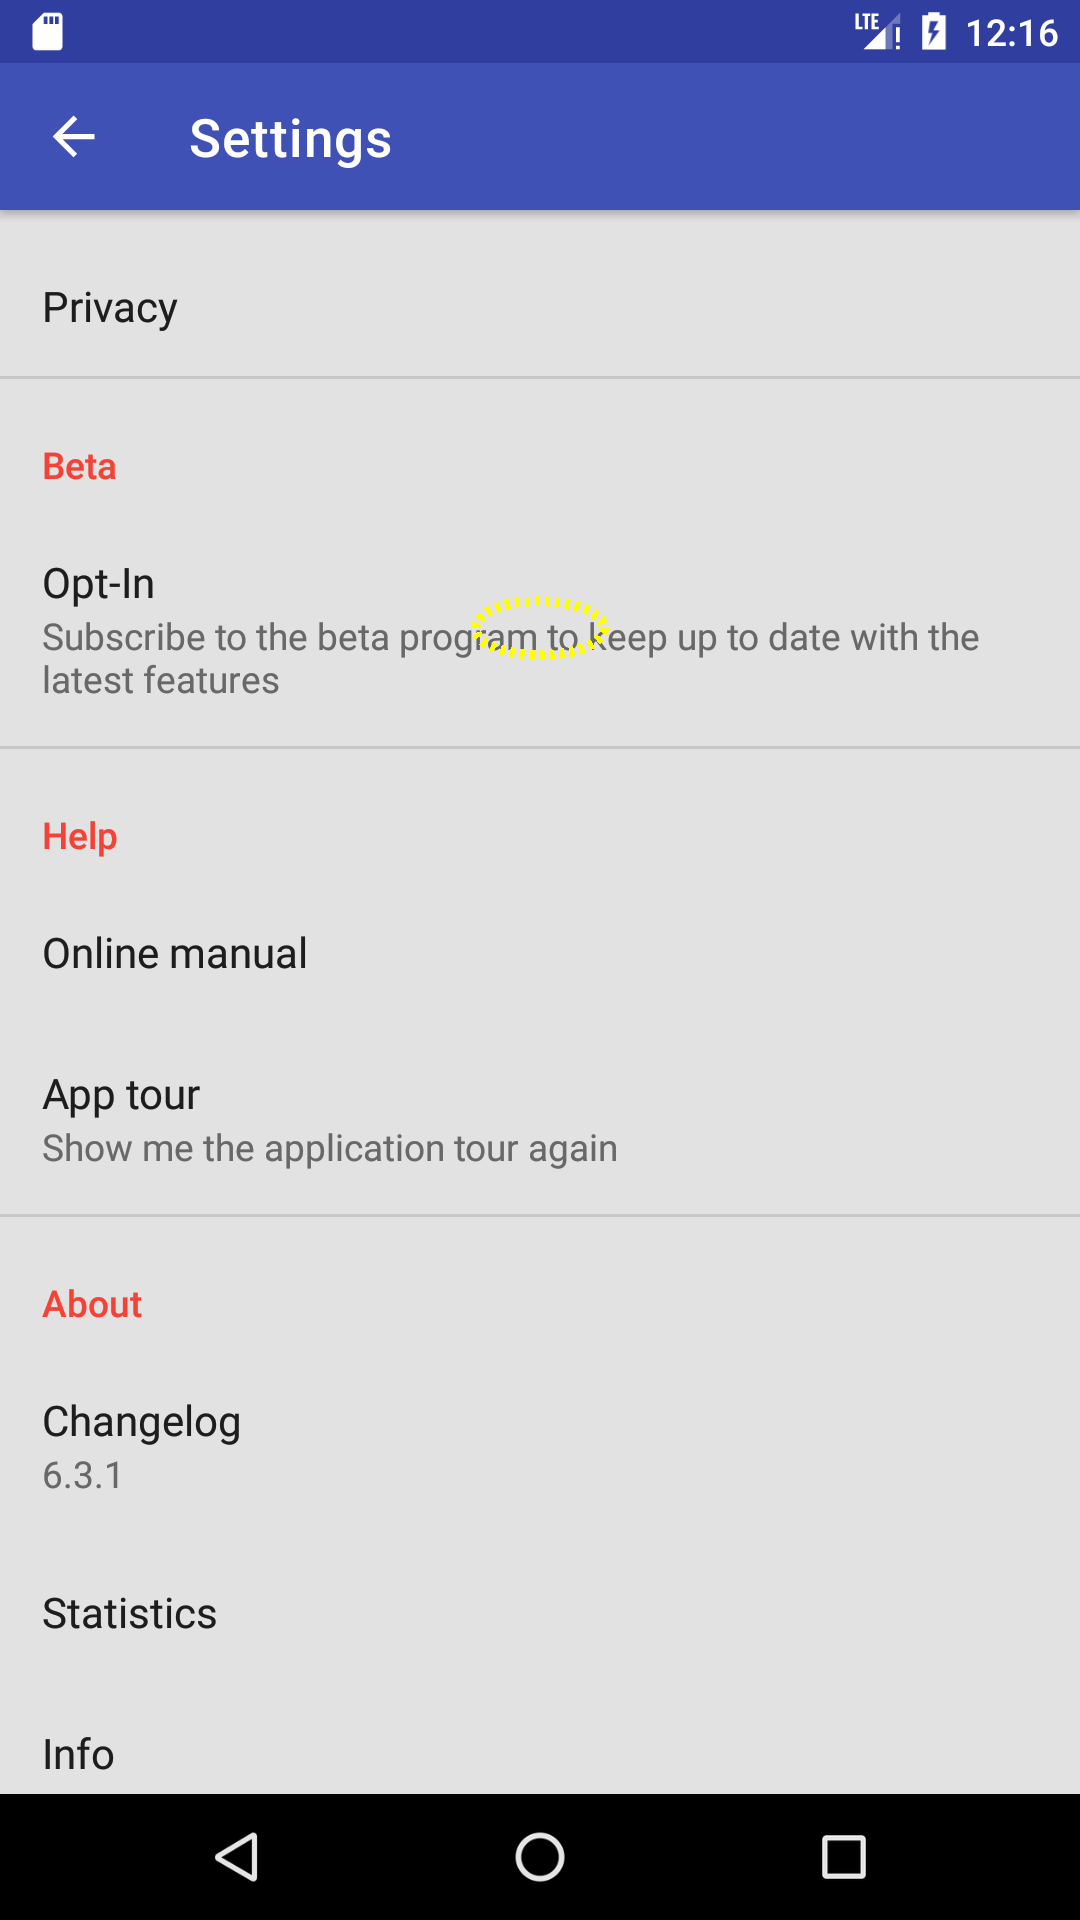 LTE 12:16
Settings
Privacy
Beta
Opt-In
Subscribe to the beta program to keep up to date with the
latest features
Help
Online manual
App tour
Show me the application tour again
About
Changelog
6.3.1
Statistics
Info